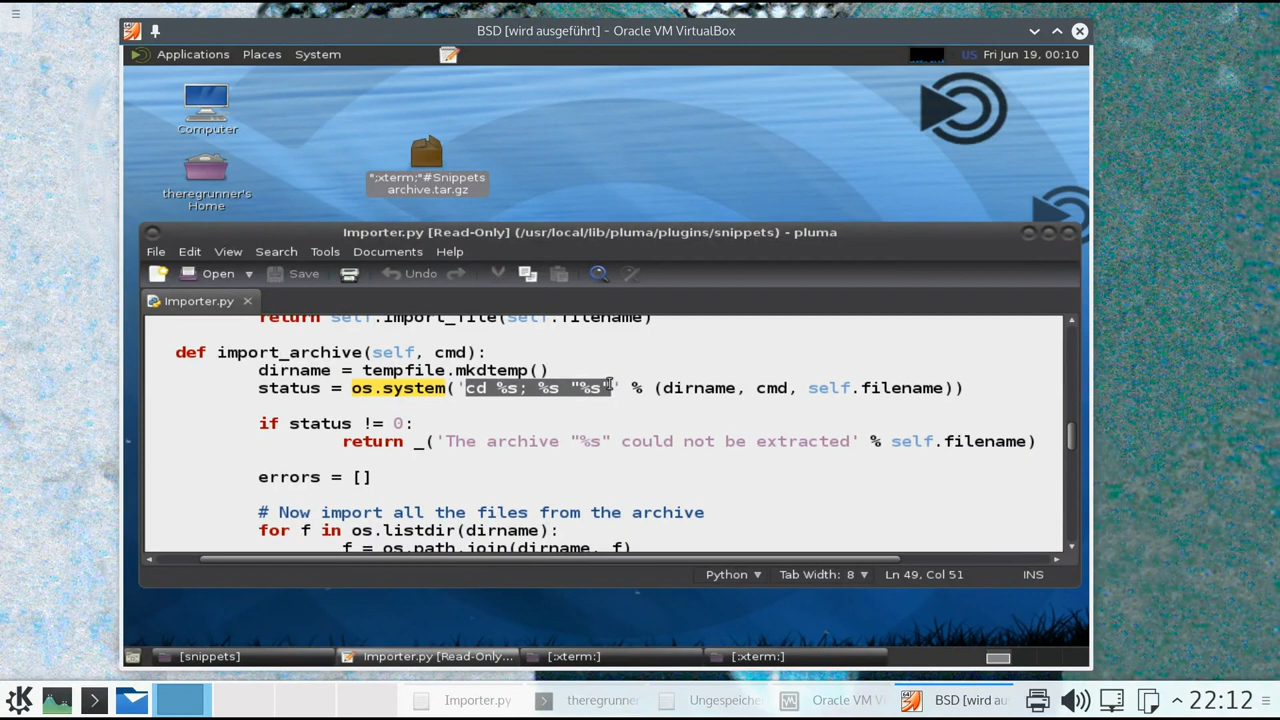 BSD [wird ausgeführt] - Oracle VM VirtualBox
Applications Places System
US Fri Jun 19, 00:10
Computer
theregrunner's
Home
";xterm;"#Snippets
archive.tar.gz
Importer.py [Read-Only] (/usr/local/lib/pluma/plugins/snippets) - pluma
File Edit View Search Tools Documents Help
Open Save Undo
Importer.py
return self.import_file(self.filename)
def import_archive(self, cmd):
dirname = tempfile.mkdtemp()
status = os.system('cd %s; %s "%s"' % (dirname, cmd, self.filename))
if status != 0:
return _('The archive "%s" could not be extracted' % self.filename)
errors = []
# Now import all the files from the archive
for f in os.listdir(dirname):
f = os.path.join(dirname, f)
Python Tab Width: 8 Ln 49, Col 51 INS
[snippets] Importer.py [Read-Only... [:xterm:] [:xterm:]
Importer.py theregrunner Ungespeiche Oracle VM Vi BSD [wird au 22:12